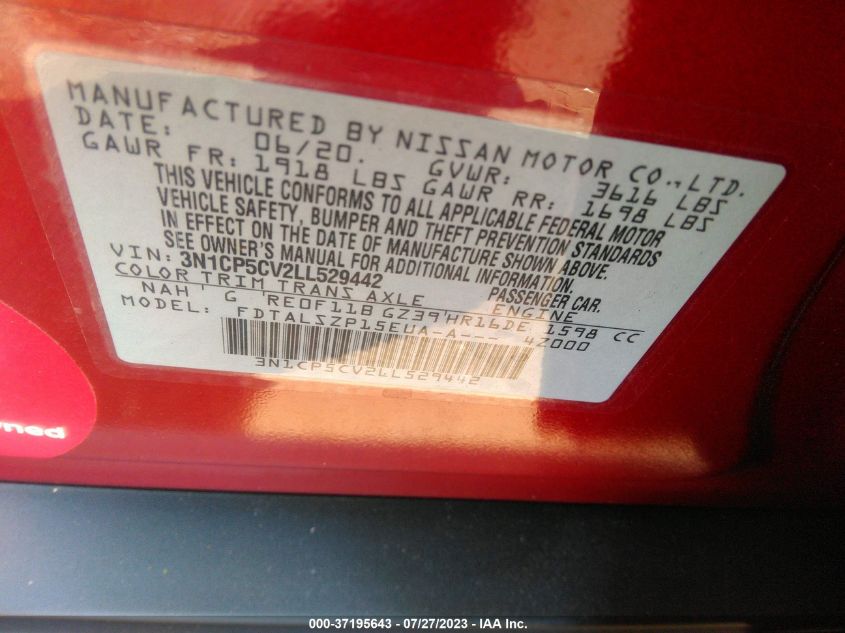 MANUFACTURED BY NISSAN MOTOR CO.,LTD.
DATE: 06/20. GVWR: 3616 LBS
GAWR FR: 1918 LBS GAWR RR: 1698 LBS
THIS VEHICLE CONFORMS TO ALL APPLICABLE FEDERAL MOTOR
VEHICLE SAFETY, BUMPER AND THEFT PREVENTION STANDARDS
IN EFFECT ON THE DATE OF MANUFACTURE SHOWN ABOVE.
SEE OWNER'S MANUAL FOR ADDITIONAL INFORMATION.
VIN: 3N1CP5CV2LL529442 PASSENGER CAR.
COLOR TRIM TRANS AXLE ENGINE
NAH ' G 'RE0F11B GZ39'HR16DE 1598 CC
MODEL: FDTALSZP15EUA-A--- 4Z000
3N1CP5CV2LL529442
ned
000-37195643 / 07/27/2023 - IAA Inc.